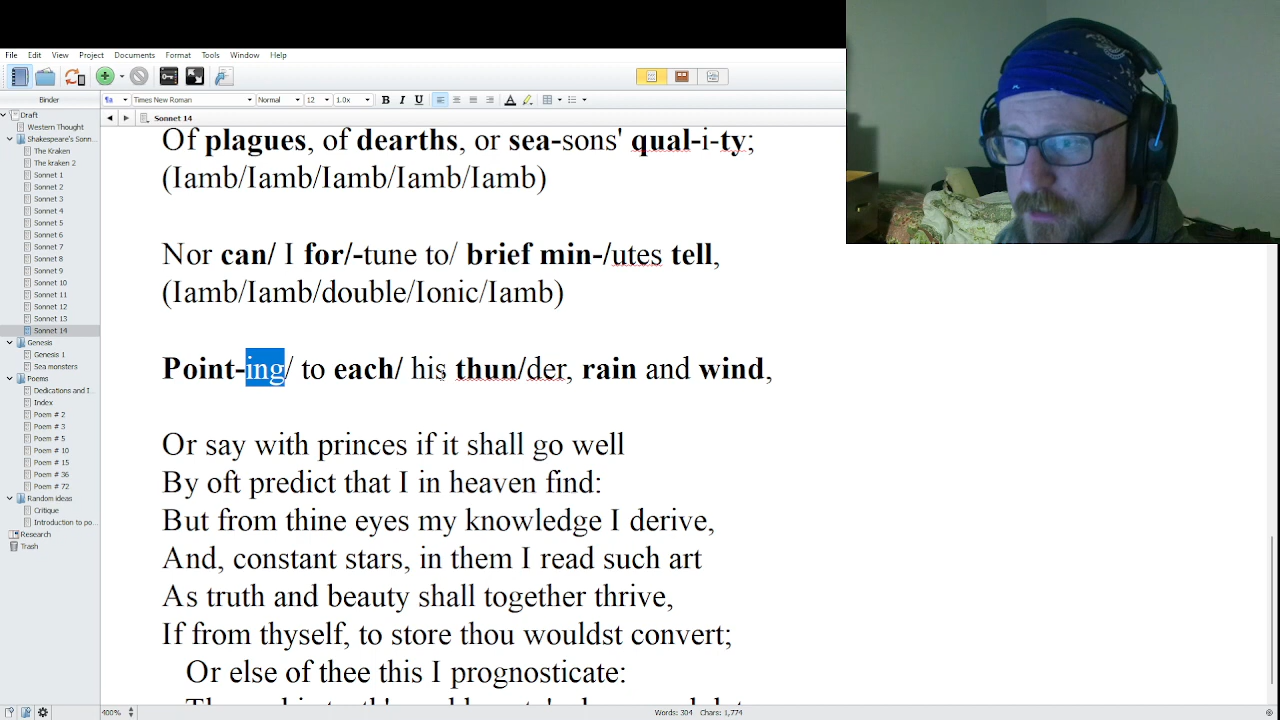 File Edit View Project Documents Format Tools Window Help
Binder
Times New Roman Normal 12 1.0x B I U A
Sonnet 14
Draft
Western Thought
Shakespeare's Sonn...
The Kraken
The kraken 2
Sonnet 1
Sonnet 2
Sonnet 3
Sonnet 4
Sonnet 5
Sonnet 6
Sonnet 7
Sonnet 8
Sonnet 9
Sonnet 10
Sonnet 11
Sonnet 12
Sonnet 13
Sonnet 14
Genesis
Genesis 1
Sea monsters
Poems
Dedications and I...
Index
Poem # 2
Poem # 3
Poem # 5
Poem # 10
Poem # 15
Poem # 36
Poem # 72
Random ideas
Critique
Introduction to po...
Research
Trash
Of plagues, of dearths, or sea-sons' qual-i-ty;
(Iamb/Iamb/Iamb/Iamb/Iamb)
Nor can/ I for/-tune to/ brief min-/utes tell,
(Iamb/Iamb/double/Ionic/Iamb)
Point-ing/ to each/ his thun/der, rain and wind,
Or say with princes if it shall go well
By oft predict that I in heaven find:
But from thine eyes my knowledge I derive,
And, constant stars, in them I read such art
As truth and beauty shall together thrive,
If from thyself, to store thou wouldst convert;
Or else of thee this I prognosticate:
400% Words: 304 Chars: 1,774